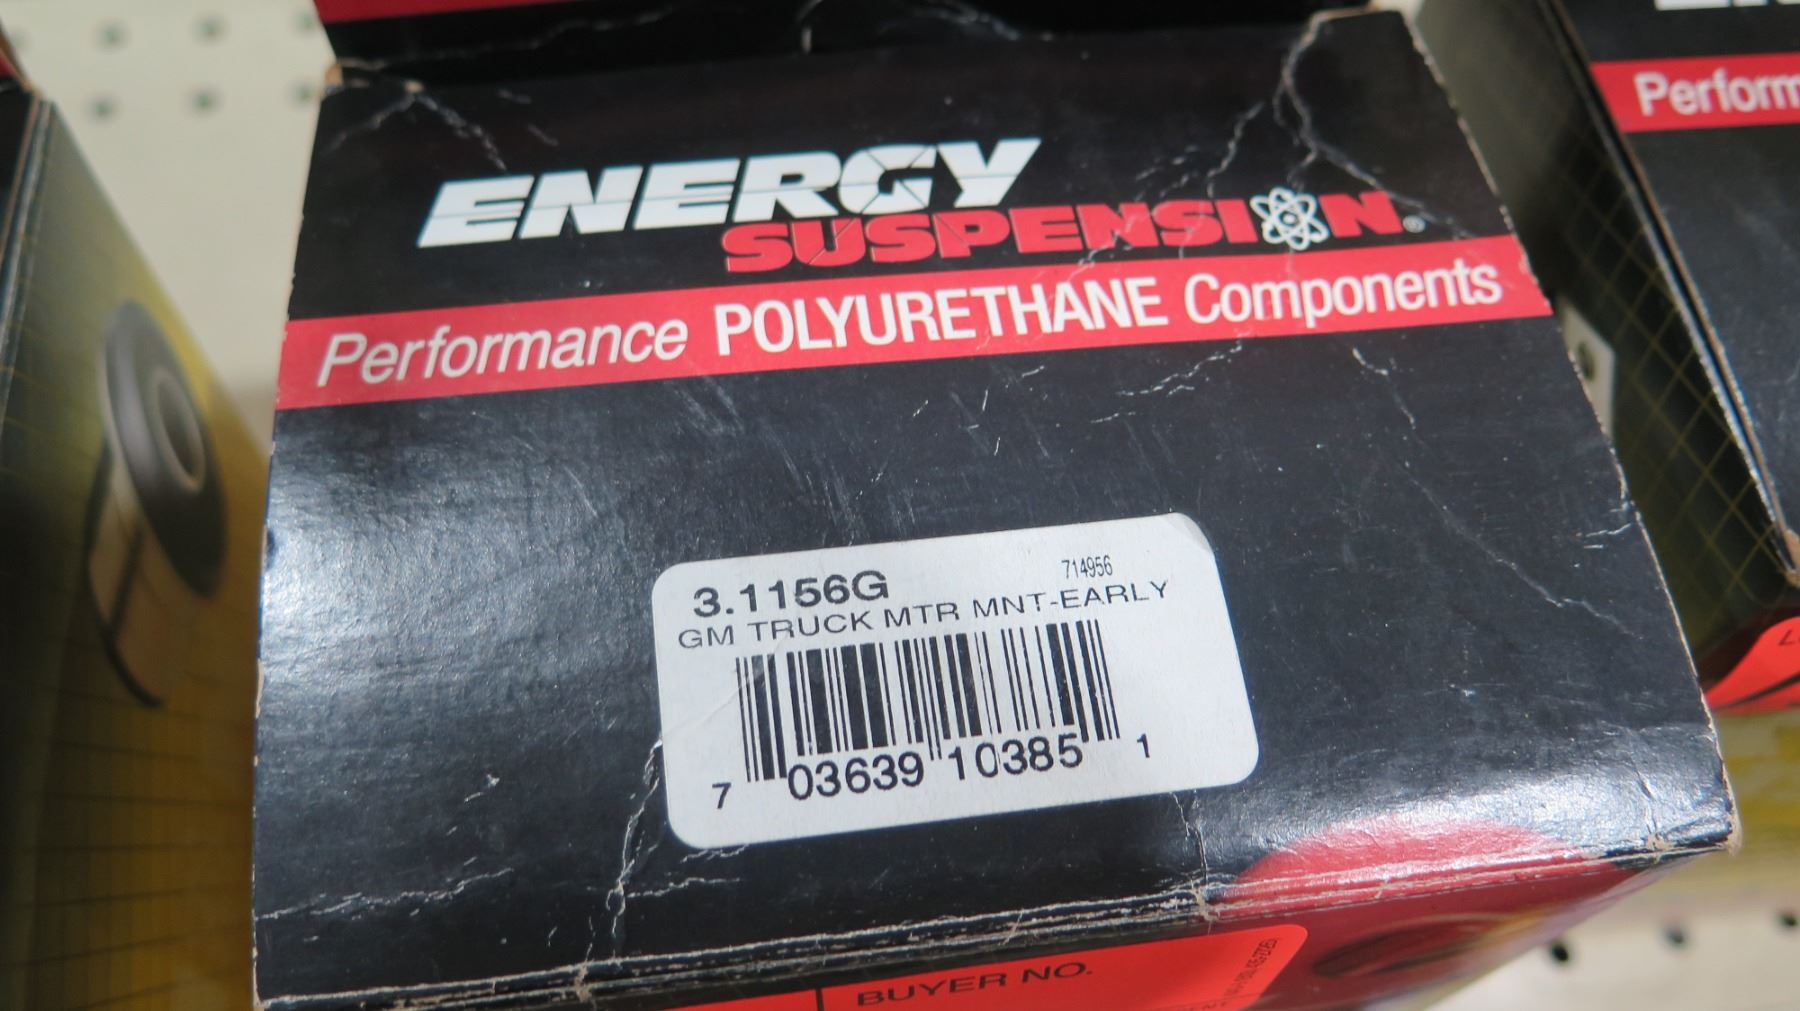 ENERGY
SUSPENSION®
Performance POLYURETHANE Components
3.1156G
714956
GM TRUCK MTR MNT-EARLY
7 03639 10385 1
BUYER NO.
Perform